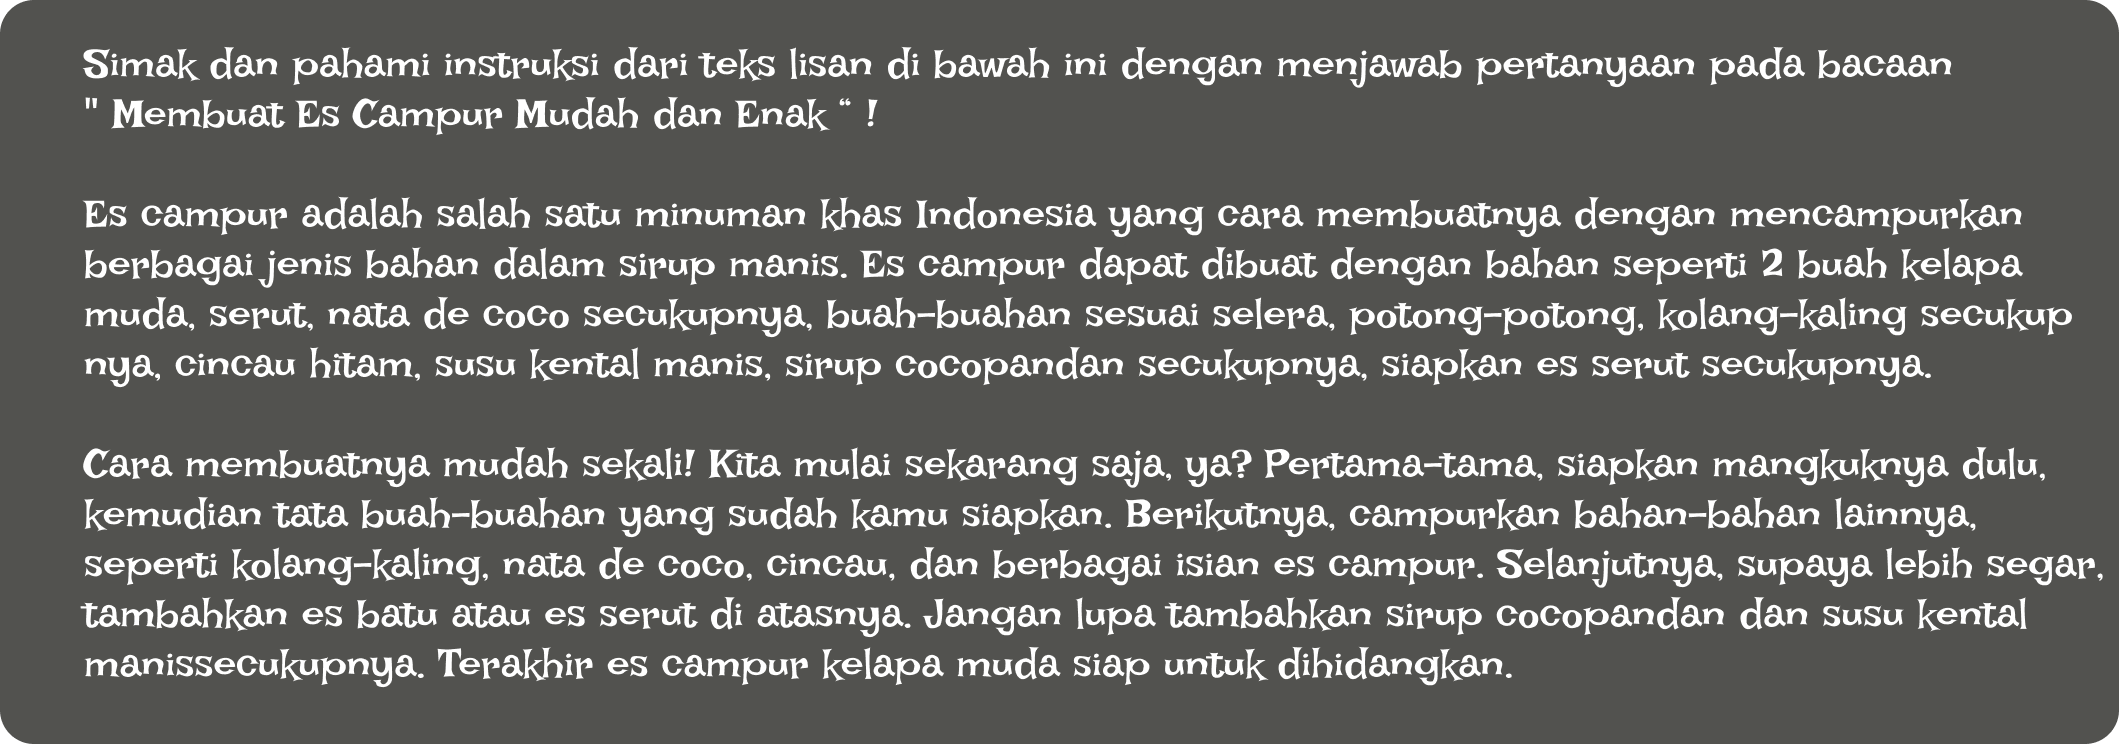 Simak dan pahami instruksi dari teks lisan di bawah ini dengan menjawab pertanyaan pada bacaan
" Membuat Es Campur Mudah dan Enak “ !
Es campur adalah salah satu minuman khas Indonesia yang cara membuatnya dengan mencampurkan
berbagai jenis bahan dalam sirup manis. Es campur dapat dibuat dengan bahan seperti 2 buah kelapa
muda, serut, nata de coco secukupnya, buah-buahan sesuai selera, potong-potong, kolang-kaling secukup
nya, cincau hitam, susu kental manis, sirup cocopandan secukupnya, siapkan es serut secukupnya.
Cara membuatnya mudah sekali! Kita mulai sekarang saja, ya? Pertama-tama, siapkan mangkuknya dulu,
kemudian tata buah-buahan yang sudah kamu siapkan. Berikutnya, campurkan bahan-bahan lainnya,
seperti kolang-kaling, nata de coco, cincau, dan berbagai isian es campur. Selanjutnya, supaya lebih segar,
tambahkan es batu atau es serut di atasnya. Jangan lupa tambahkan sirup cocopandan dan susu kental
manissecukupnya. Terakhir es campur kelapa muda siap untuk dihidangkan.